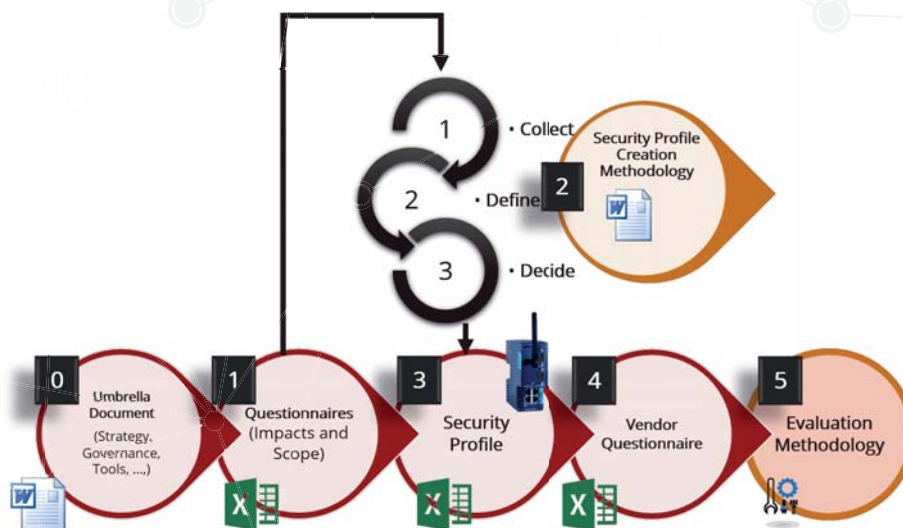 1
• Collect
2
• Define
3
• Decide
2
Security Profile
Creation
Methodology
W
0
Umbrella
Document
(Strategy,
Governance,
Tools, ...,)
W
1
Questionnaires
(Impacts and
Scope)
X
3
Security
Profile
X
4
Vendor
Questionnaire
X
5
Evaluation
Methodology